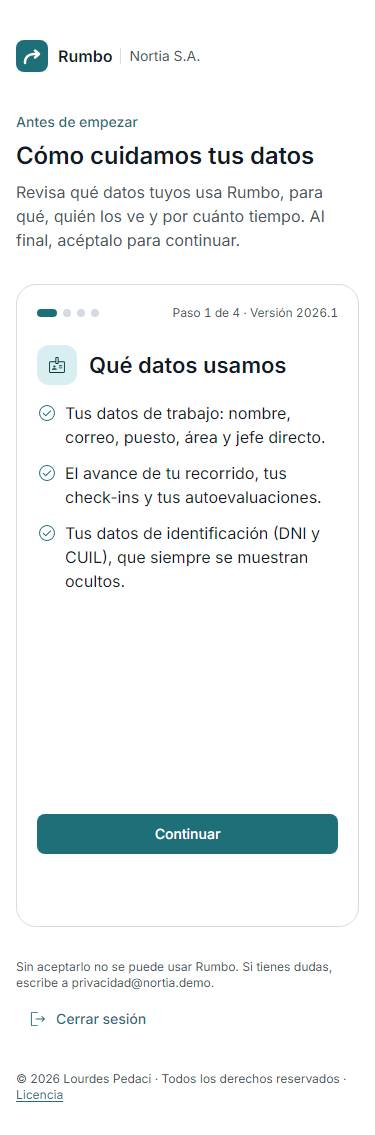 Rumbo | Nortia S.A.
Antes de empezar
Cómo cuidamos tus datos
Revisa qué datos tuyos usa Rumbo, para
qué, quién los ve y por cuánto tiempo. Al
final, acéptalo para continuar.
Paso 1 de 4 · Versión 2026.1
Qué datos usamos
Tus datos de trabajo: nombre,
correo, puesto, área y jefe directo.
El avance de tu recorrido, tus
check-ins y tus autoevaluaciones.
Tus datos de identificación (DNI y
CUIL), que siempre se muestran
ocultos.
Continuar
Sin aceptarlo no se puede usar Rumbo. Si tienes dudas,
escribe a privacidad@nortia.demo.
Cerrar sesión
© 2026 Lourdes Pedaci · Todos los derechos reservados ·
Licencia